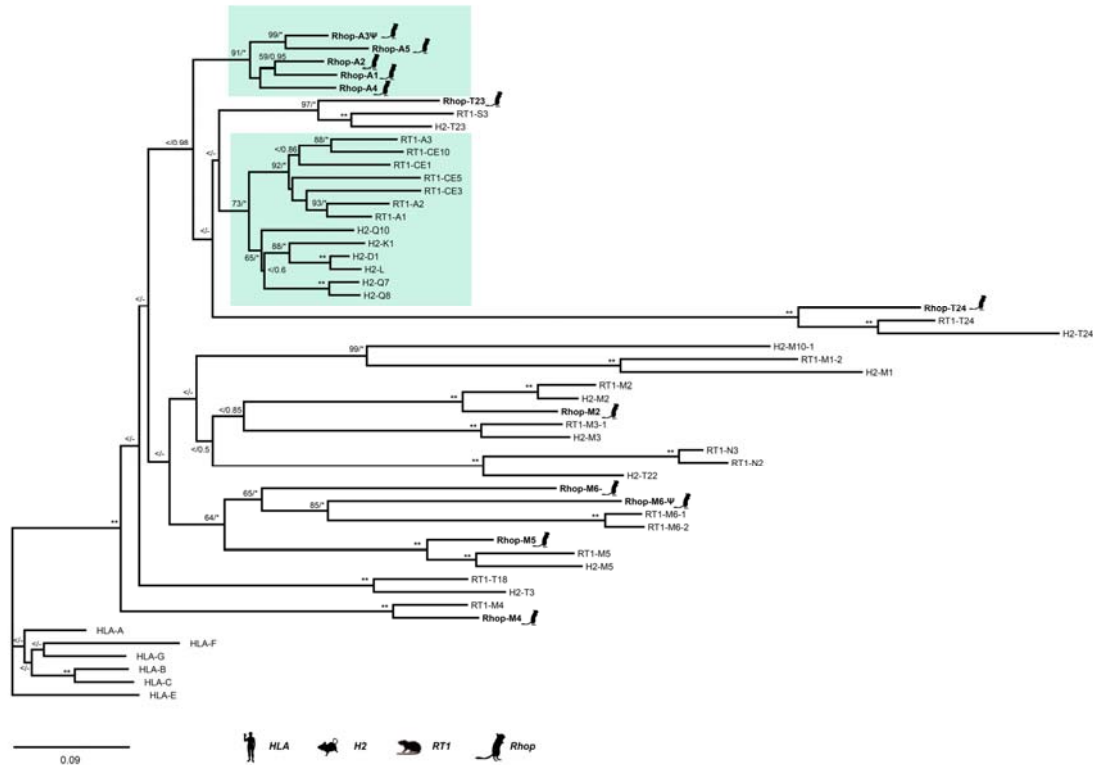 99/*
Rhop-A3Ψ
91/*
Rhop-A5
59/0.95
Rhop-A2
Rhop-A1
Rhop-A4
97/*
Rhop-T23
**
RT1-S3
H2-T23
</0.98
</-
88/*
RT1-A3
</0.86
RT1-CE10
92/*
RT1-CE1
RT1-CE5
RT1-CE3
73/*
93/*
RT1-A2
RT1-A1
</-
H2-Q10
88/*
H2-K1
65/*
**
H2-D1
</0.6
H2-L
**
H2-Q7
H2-Q8
</-
**
Rhop-T24
**
RT1-T24
H2-T24
99/*
H2-M10-1
**
RT1-M1-2
H2-M1
</-
**
RT1-M2
**
H2-M2
</0.85
Rhop-M2
**
RT1-M3-1
H2-M3
</-
</0.5
**
RT1-N3
**
RT1-N2
H2-T22
</-
65/*
Rhop-M6-
85/*
Rhop-M6-Ψ
64/*
**
RT1-M6-1
RT1-M6-2
**
**
Rhop-M5
**
RT1-M5
H2-M5
**
RT1-T18
H2-T3
**
RT1-M4
Rhop-M4
HLA-A
</-
</-
HLA-F
HLA-G
</-
**
HLA-B
HLA-C
HLA-E
HLA H2 RT1 Rhop
0.09